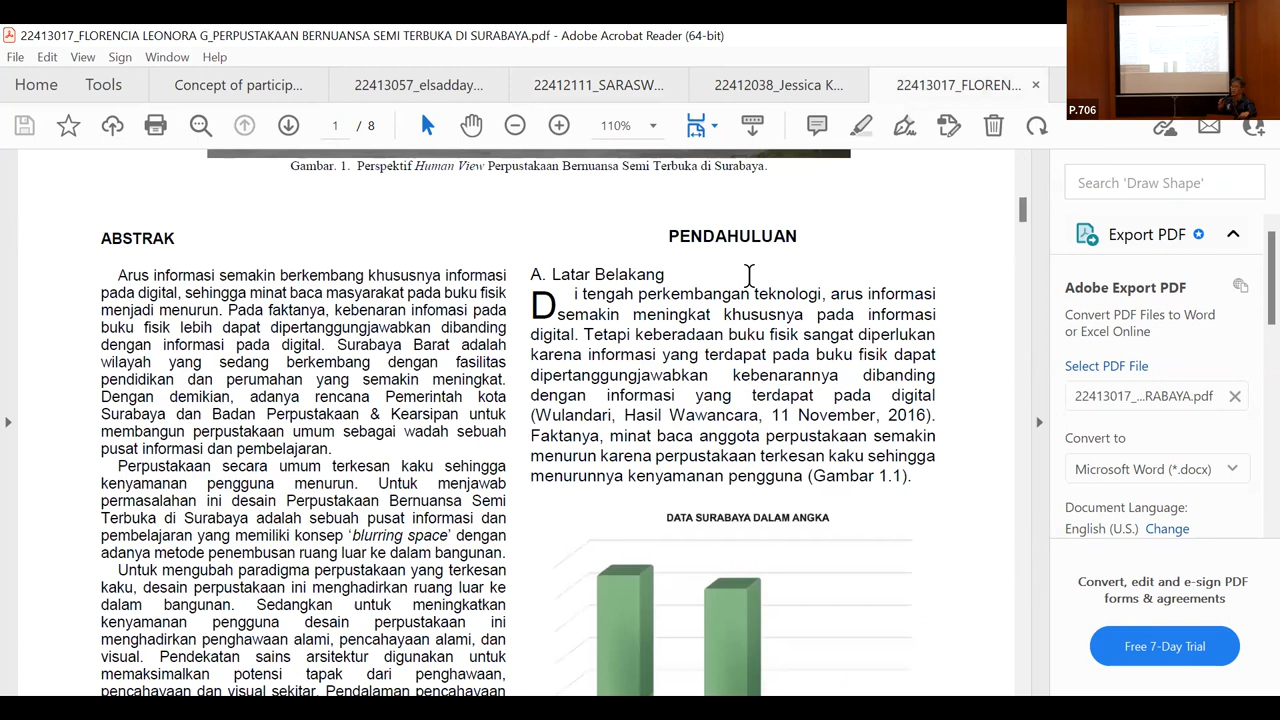 22413017_FLORENCIA LEONORA G_PERPUSTAKAAN BERNUANSA SEMI TERBUKA DI SURABAYA.pdf - Adobe Acrobat Reader (64-bit)
File Edit View Sign Window Help
Home Tools Concept of particip... 22413057_elsadday... 22412111_SARASW... 22412038_Jessica K... 22413017_FLOREN...
P.706
1 / 8 110%
Gambar. 1. Perspektif Human View Perpustakaan Bernuansa Semi Terbuka di Surabaya.
ABSTRAK
Arus informasi semakin berkembang khususnya informasi
pada digital, sehingga minat baca masyarakat pada buku fisik
menjadi menurun. Pada faktanya, kebenaran infomasi pada
buku fisik lebih dapat dipertanggungjawabkan dibanding
dengan informasi pada digital. Surabaya Barat adalah
wilayah yang sedang berkembang dengan fasilitas
pendidikan dan perumahan yang semakin meningkat.
Dengan demikian, adanya rencana Pemerintah kota
Surabaya dan Badan Perpustakaan & Kearsipan untuk
membangun perpustakaan umum sebagai wadah sebuah
pusat informasi dan pembelajaran.
Perpustakaan secara umum terkesan kaku sehingga
kenyamanan pengguna menurun. Untuk menjawab
permasalahan ini desain Perpustakaan Bernuansa Semi
Terbuka di Surabaya adalah sebuah pusat informasi dan
pembelajaran yang memiliki konsep ‘blurring space’ dengan
adanya metode penembusan ruang luar ke dalam bangunan.
Untuk mengubah paradigma perpustakaan yang terkesan
kaku, desain perpustakaan ini menghadirkan ruang luar ke
dalam bangunan. Sedangkan untuk meningkatkan
kenyamanan pengguna desain perpustakaan ini
menghadirkan penghawaan alami, pencahayaan alami, dan
visual. Pendekatan sains arsitektur digunakan untuk
memaksimalkan potensi tapak dari penghawaan,
pencahayaan dan visual sekitar. Pendalaman pencahayaan
PENDAHULUAN
A. Latar Belakang
Di tengah perkembangan teknologi, arus informasi
semakin meningkat khususnya pada informasi
digital. Tetapi keberadaan buku fisik sangat diperlukan
karena informasi yang terdapat pada buku fisik dapat
dipertanggungjawabkan kebenarannya dibanding
dengan informasi yang terdapat pada digital
(Wulandari, Hasil Wawancara, 11 November, 2016).
Faktanya, minat baca anggota perpustakaan semakin
menurun karena perpustakaan terkesan kaku sehingga
menurunnya kenyamanan pengguna (Gambar 1.1).
DATA SURABAYA DALAM ANGKA
Search 'Draw Shape'
Export PDF
Adobe Export PDF
Convert PDF Files to Word
or Excel Online
Select PDF File
22413017_...RABAYA.pdf
Convert to
Microsoft Word (*.docx)
Document Language:
English (U.S.) Change
Convert, edit and e-sign PDF
forms & agreements
Free 7-Day Trial